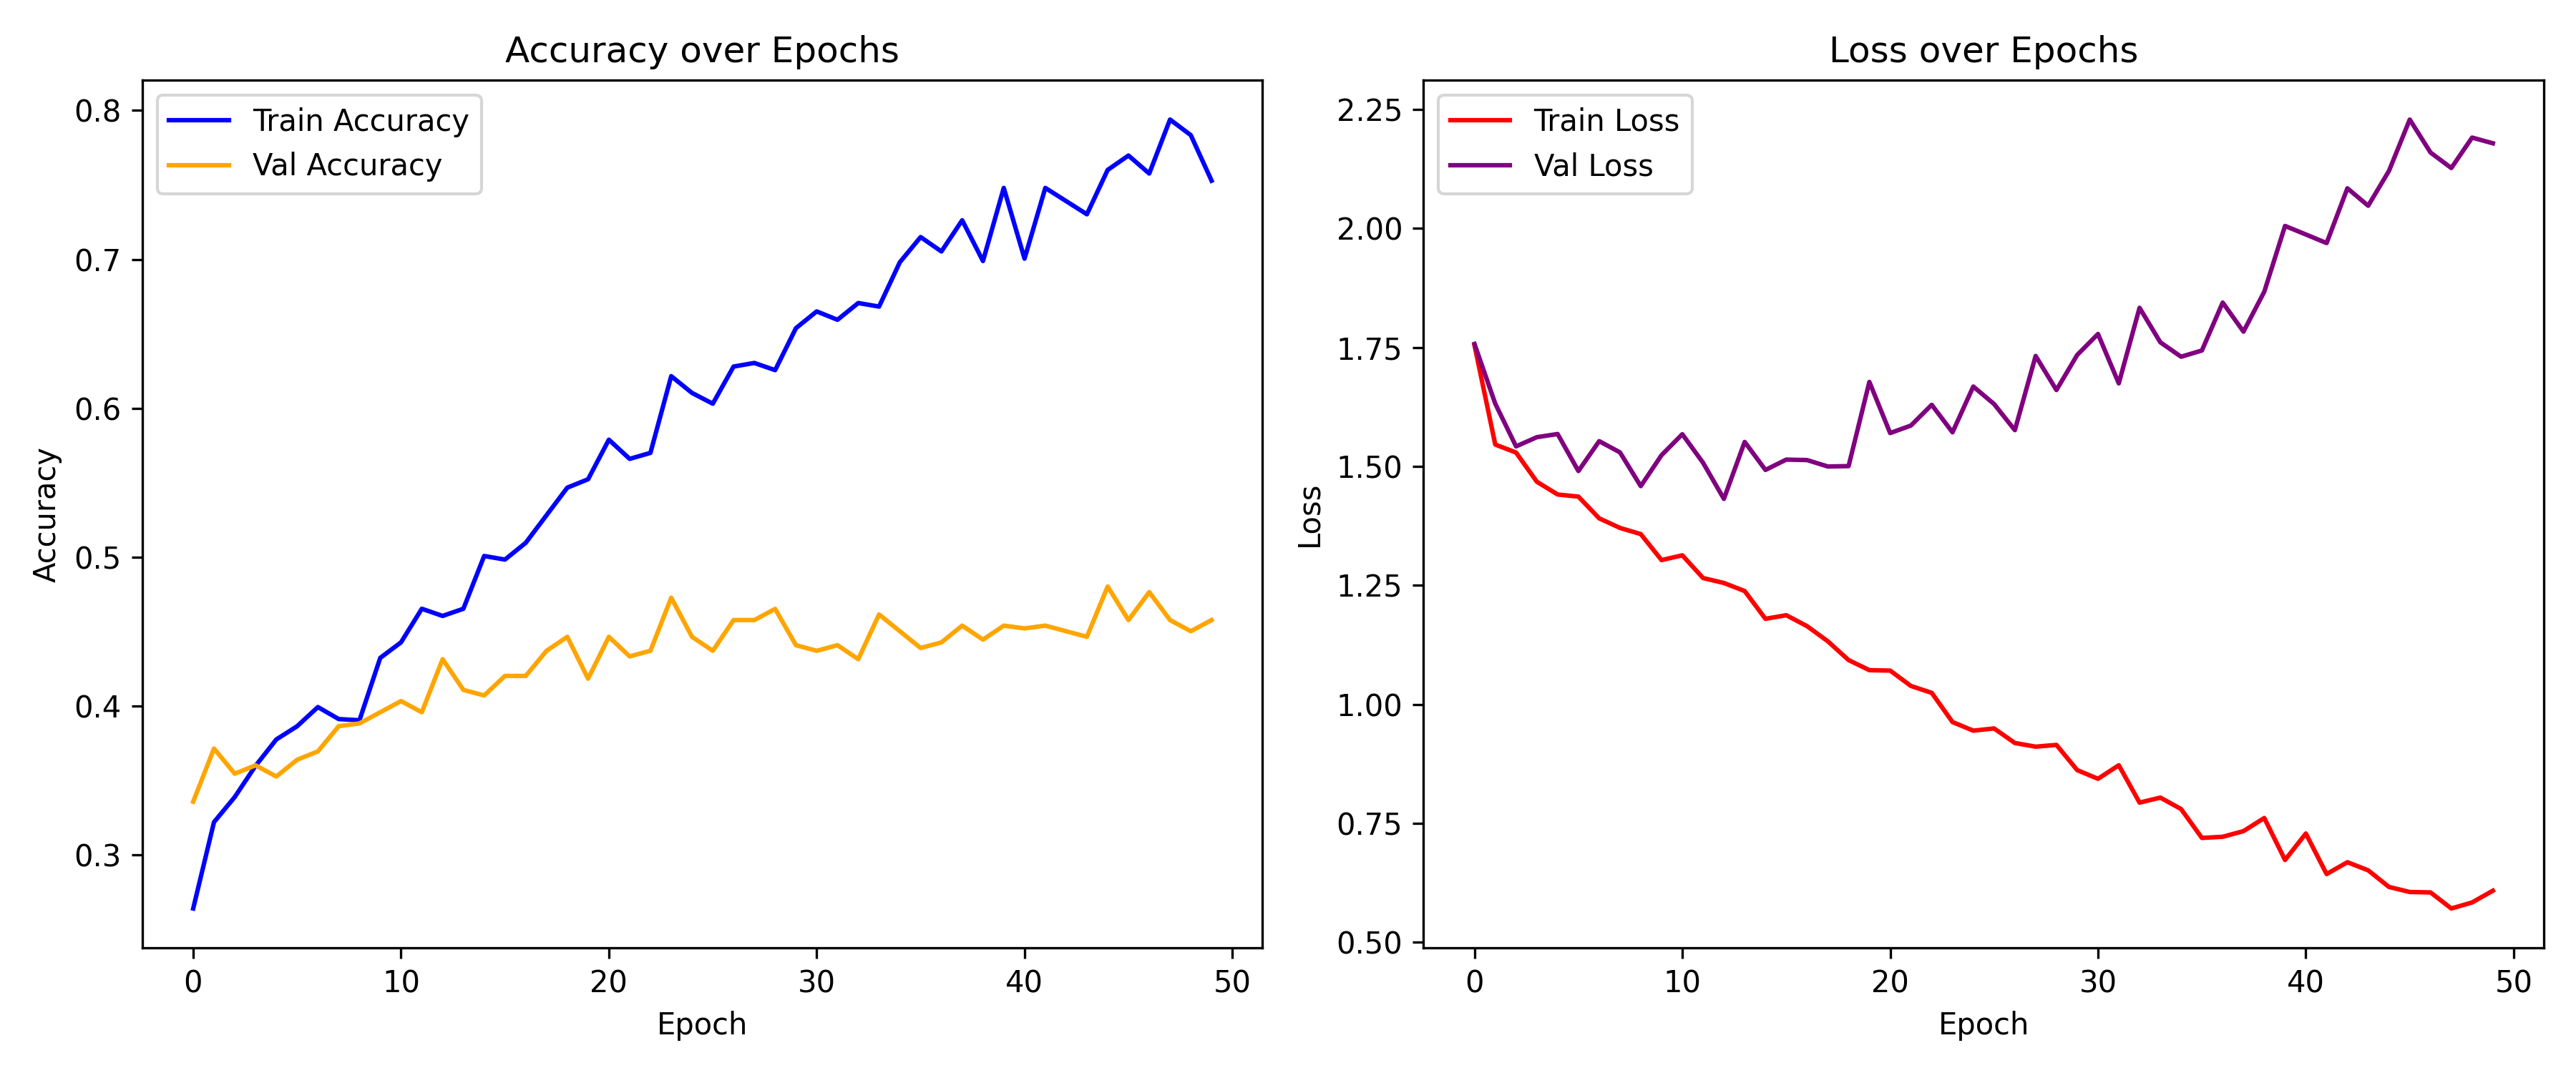 Accuracy over Epochs
Train Accuracy
Val Accuracy
0.8
0.7
0.6
0.5
0.4
0.3
Accuracy
0 10 20 30 40 50
Epoch
Loss over Epochs
Train Loss
Val Loss
2.25
2.00
1.75
1.50
1.25
1.00
0.75
0.50
Loss
0 10 20 30 40 50
Epoch